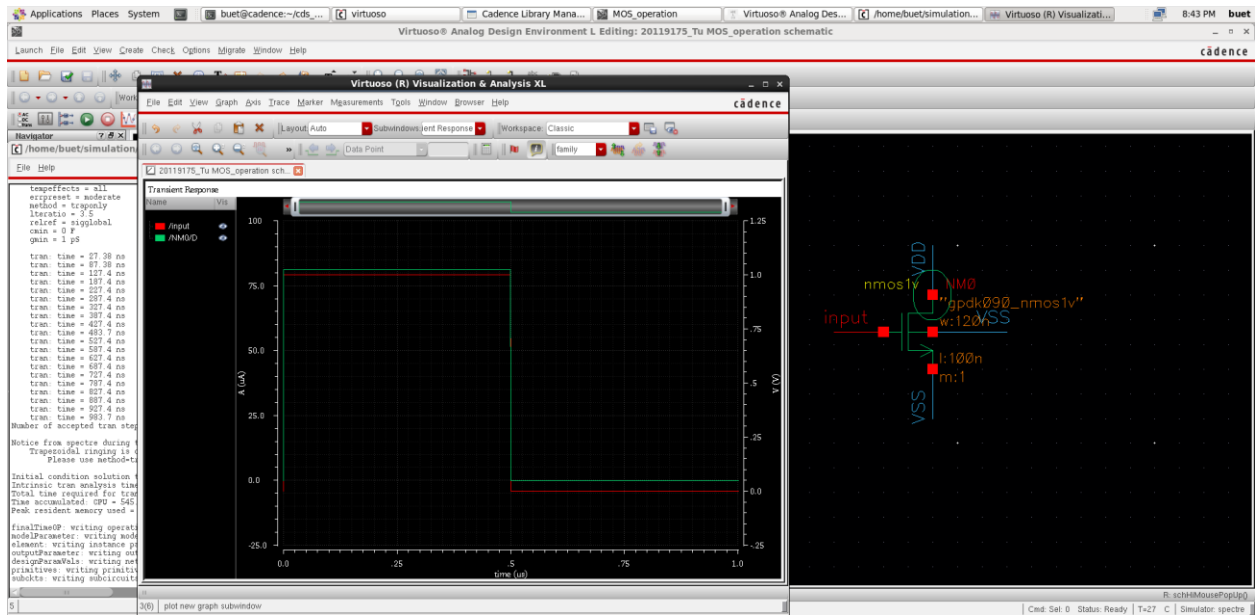 Applications Places System buet@cadence:~/cds_... virtuoso Cadence Library Mana... MOS_operation Virtuoso® Analog Des... /home/buet/simulation... Virtuoso (R) Visualizati... 8:43 PM buet
Virtuoso® Analog Design Environment L Editing: 20119175_Tu MOS_operation schematic
Launch File Edit View Create Check Options Migrate Window Help
cādence
Navigator
/home/buet/simulation/
File Help
tempeffects = all
errpreset = moderate
method = traponly
lteratio = 3.5
relref = sigglobal
cmin = 0 F
gmin = 1 pS
tran: time = 27.38 ns
tran: time = 87.38 ns
tran: time = 127.4 ns
tran: time = 187.4 ns
tran: time = 227.4 ns
tran: time = 287.4 ns
tran: time = 327.4 ns
tran: time = 387.4 ns
tran: time = 427.4 ns
tran: time = 483.7 ns
tran: time = 527.4 ns
tran: time = 587.4 ns
tran: time = 627.4 ns
tran: time = 687.4 ns
tran: time = 727.4 ns
tran: time = 787.4 ns
tran: time = 827.4 ns
tran: time = 887.4 ns
tran: time = 927.4 ns
tran: time = 983.7 ns
Number of accepted tran step
Notice from spectre during t
Trapezoidal ringing is d
Please use method=t
Initial condition solution t
Intrinsic tran analysis time
Total time required for tran
Time accumulated: CPU = 545.
Peak resident memory used =
finalTimeOP: writing operati
modelParameter: writing mode
element: writing instance pa
outputParameter: writing out
designParamVals: writing net
primitives: writing primitiv
subckts: writing subcircuits
5
Virtuoso (R) Visualization & Analysis XL
File Edit View Graph Axis Trace Marker Measurements Tools Window Browser Help
cādence
Layout: Auto Subwindows: ient Response Workspace: Classic
Data Point family
20119175_Tu MOS_operation sch...
Transient Response
Name Vis
/input
/NM0/D
100
75.0
50.0
25.0
0.0
-25.0
A (uA)
1.25
1.0
.75
.5
.25
0.0
-.25
A (V)
0.0 .25 .5 .75 1.0
time (us)
3(6) plot new graph subwindow
VDD
nmos1v NM0
"gpdk090_nmos1v"
input w:120n VSS
l:100n
m:1
VSS
R: schHiMousePopUp()
Cmd: Sel: 0 Status: Ready T=27 C Simulator: spectre